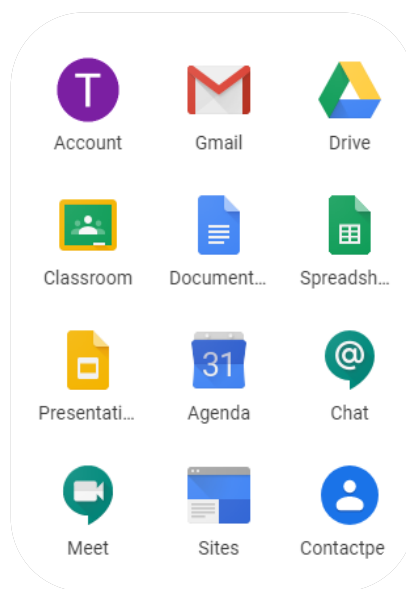 T
Account Gmail Drive
Classroom Document... Spreadsh...
31
@
Presentati... Agenda Chat
Meet Sites Contactpe